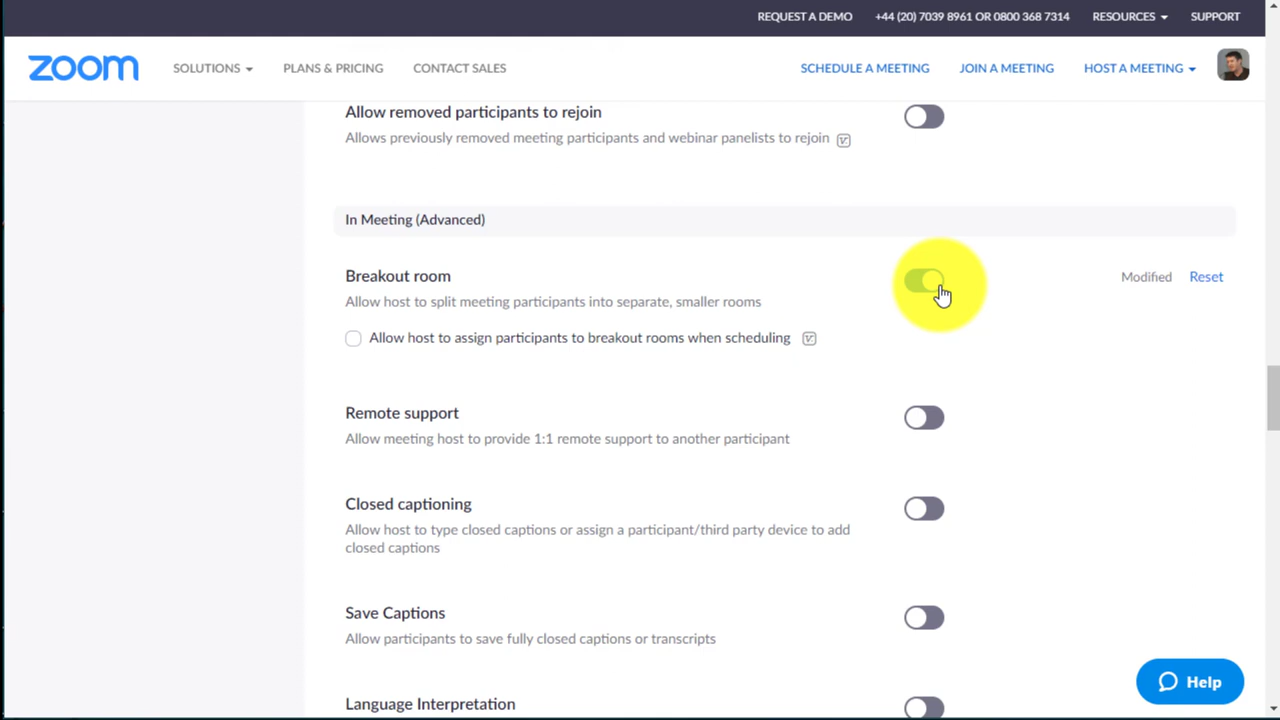 REQUEST A DEMO +44 (20) 7039 8961 OR 0800 368 7314 RESOURCES SUPPORT
zoom SOLUTIONS PLANS & PRICING CONTACT SALES SCHEDULE A MEETING JOIN A MEETING HOST A MEETING
Allow removed participants to rejoin
Allows previously removed meeting participants and webinar panelists to rejoin
In Meeting (Advanced)
Breakout room Modified Reset
Allow host to split meeting participants into separate, smaller rooms
Allow host to assign participants to breakout rooms when scheduling
Remote support
Allow meeting host to provide 1:1 remote support to another participant
Closed captioning
Allow host to type closed captions or assign a participant/third party device to add
closed captions
Save Captions
Allow participants to save fully closed captions or transcripts
Help
Language Interpretation